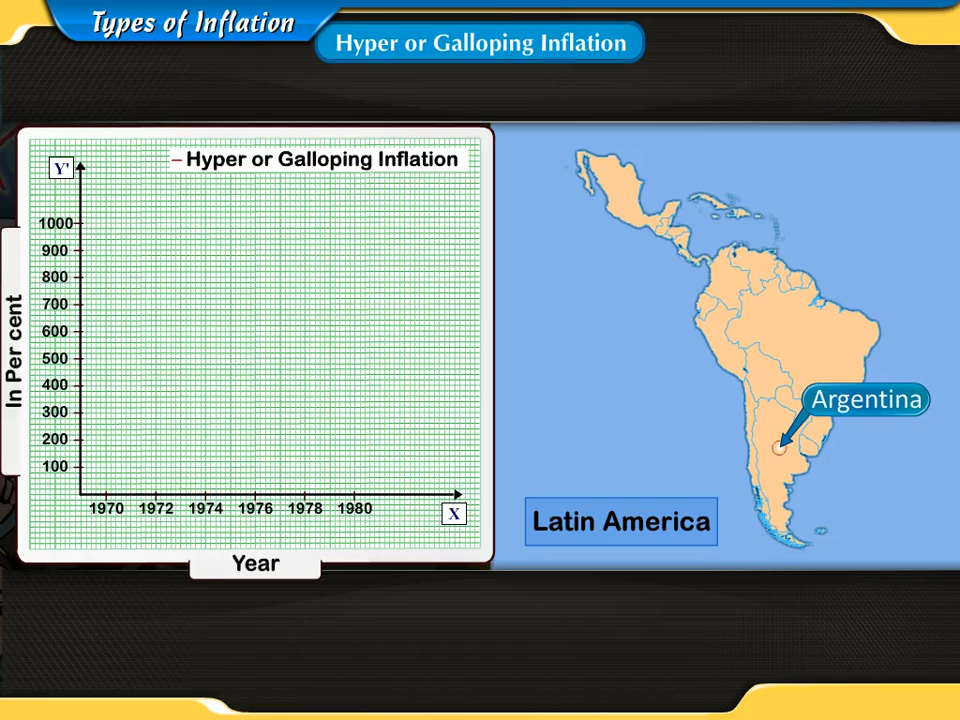 Types of Inflation
Hyper or Galloping Inflation
– Hyper or Galloping Inflation
Y'
1000
900
800
700
600
500
400
300
200
100
In Per cent
1970 1972 1974 1976 1978 1980
X
Year
Argentina
Latin America